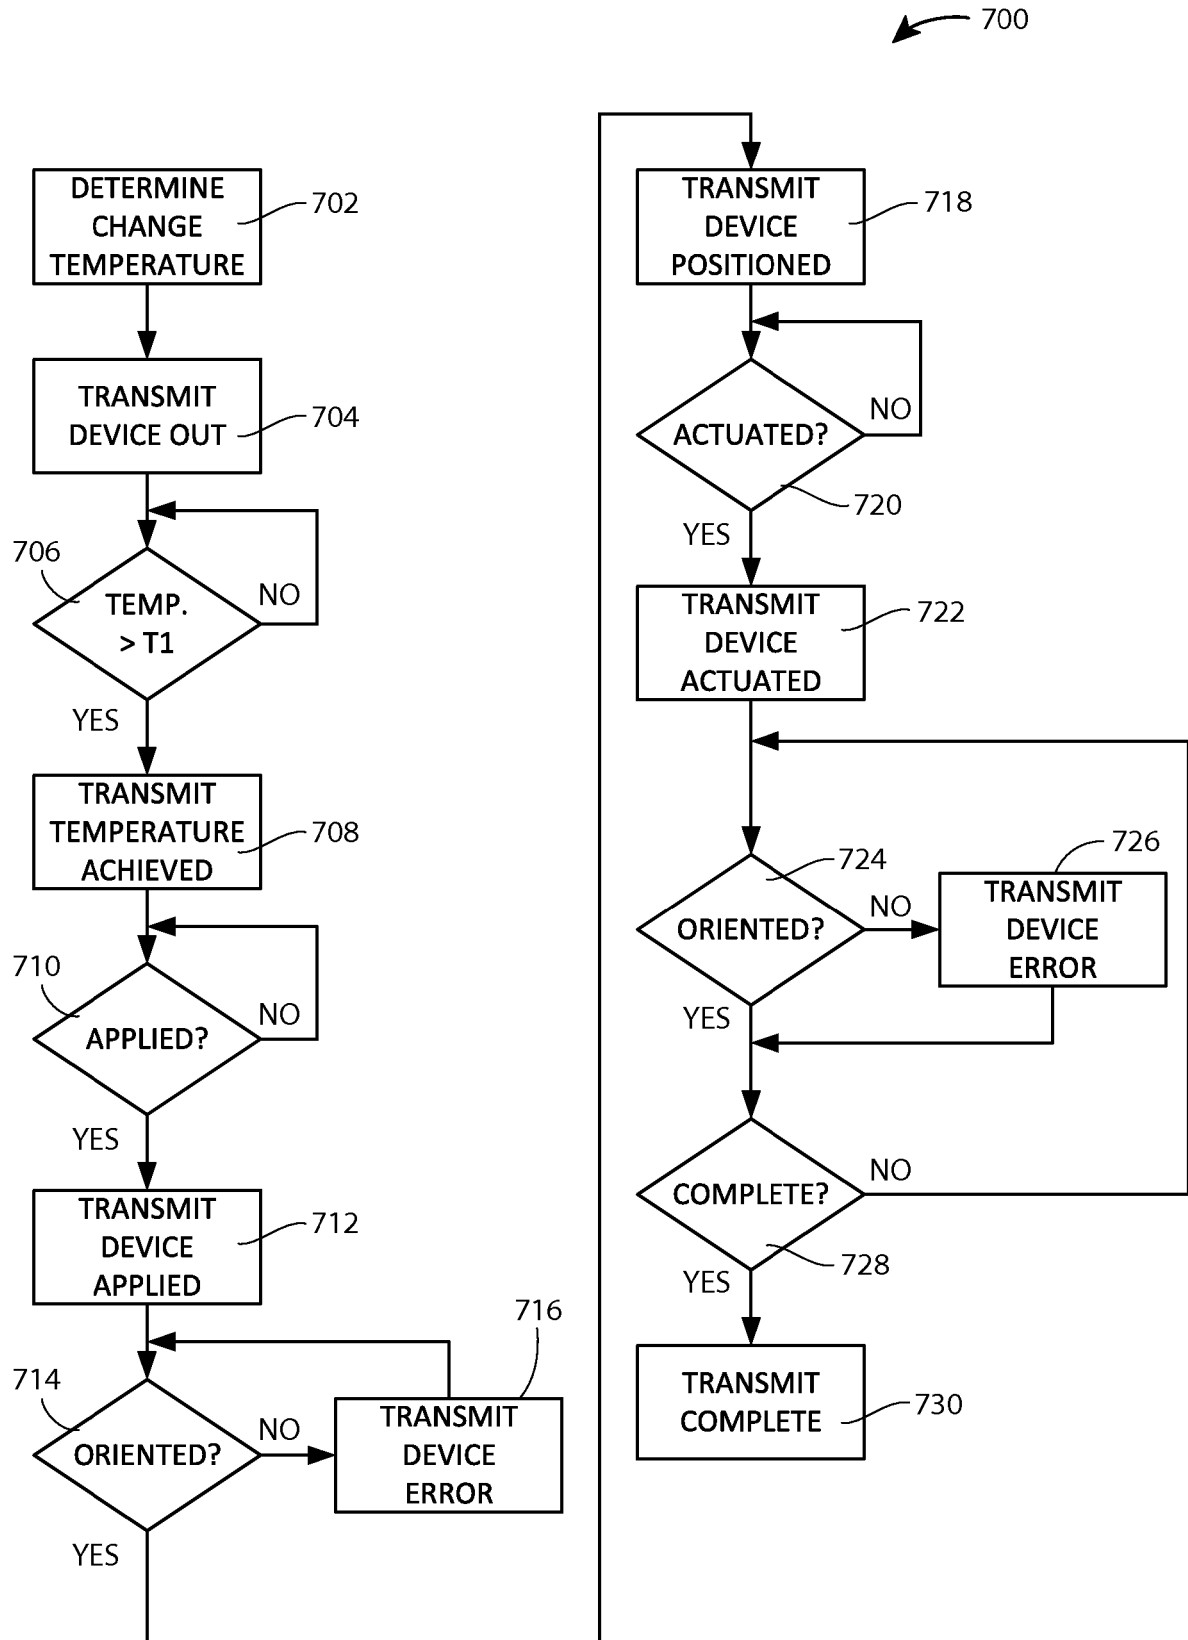 700
DETERMINE
CHANGE
TEMPERATURE
702
TRANSMIT
DEVICE OUT
704
706
TEMP.
> T1
NO
YES
TRANSMIT
TEMPERATURE
ACHIEVED
708
710
APPLIED?
NO
YES
TRANSMIT
DEVICE
APPLIED
712
714
ORIENTED?
NO
716
TRANSMIT
DEVICE
ERROR
YES
TRANSMIT
DEVICE
POSITIONED
718
ACTUATED?
NO
720
YES
TRANSMIT
DEVICE
ACTUATED
722
724
ORIENTED?
NO
726
TRANSMIT
DEVICE
ERROR
YES
COMPLETE?
NO
728
YES
TRANSMIT
COMPLETE
730